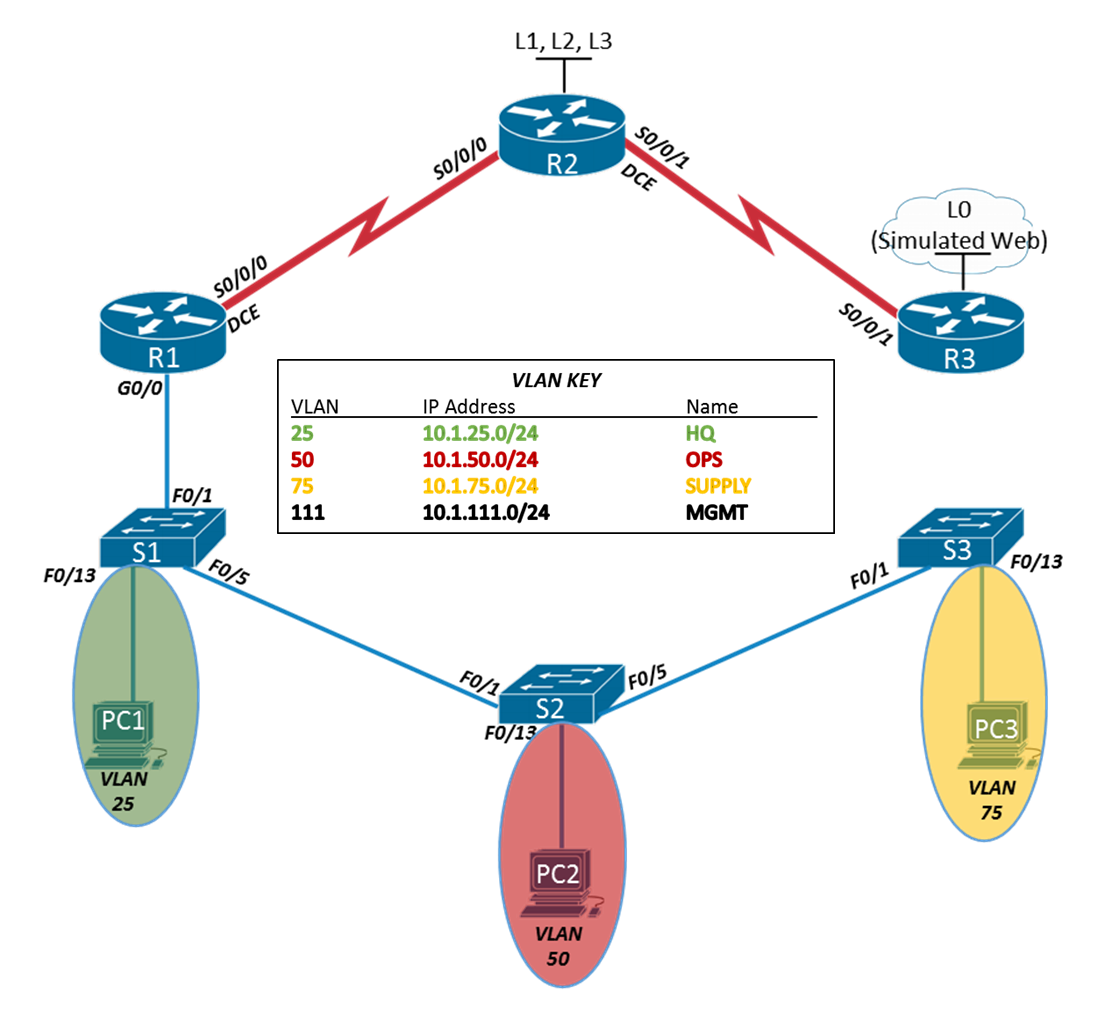 L1, L2, L3
R2
S0/0/0
S0/0/1
DCE
L0
(Simulated Web)
S0/0/0
DCE
R1
G0/0
S0/0/1
R3
VLAN KEY
VLAN IP Address Name
25 10.1.25.0/24 HQ
50 10.1.50.0/24 OPS
75 10.1.75.0/24 SUPPLY
111 10.1.111.0/24 MGMT
F0/1
S1
F0/13
F0/5
S3
F0/1
F0/13
F0/1
S2
F0/5
F0/13
PC1
VLAN
25
PC3
VLAN
75
PC2
VLAN
50